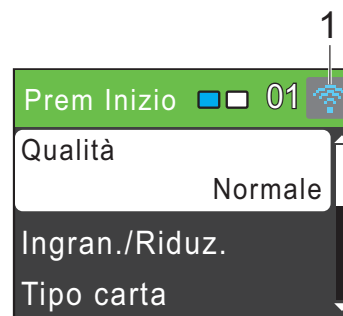 1
Prem Inizio 01
Qualità
Normale
Ingran./Riduz.
Tipo carta